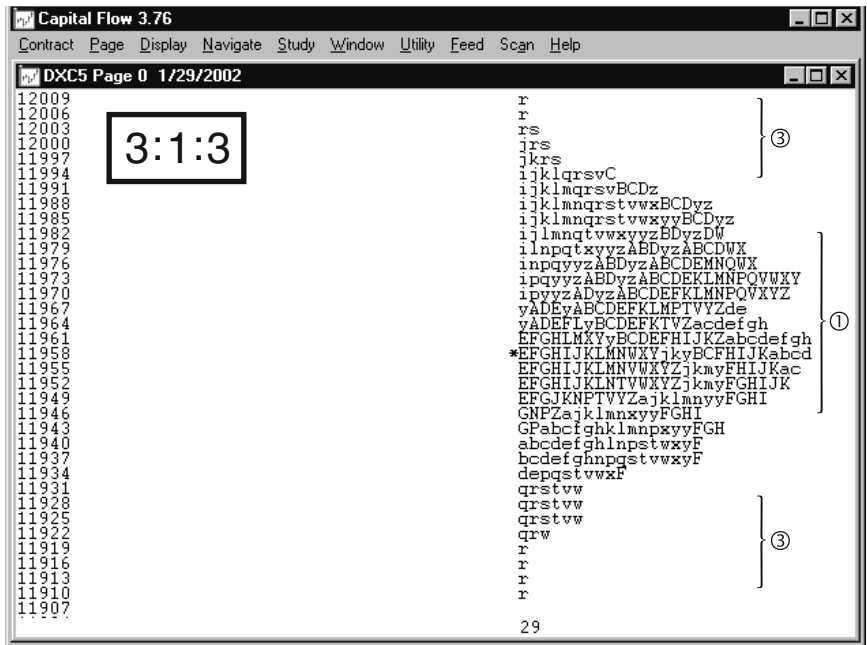 Capital Flow 3.76
Contract Page Display Navigate Study Window Utility Feed Scan Help
DXC5 Page 0 1/29/2002
3:1:3
12009 r
12006 r
12003 rs
12000 jrs ③
11997 jkrs
11994 ijklqrsvC
11991 ijklmqrsvBCDz
11988 ijklmnqrstvwxBCDyz
11985 ijklmnqrstvwxyyBCDyz
11982 ijlmnqtvwxyyzBDyzDW
11979 ilnpqtxyyzABDyzABCDWX
11976 inpqyyzABDyzABCDEMNQWX
11973 ipqyyzABDyzABCDEKLMNPQVWXY
11970 ipyyzADyzABCDEFKLMNPQVXYZ
11967 yADEyABCDEFKLMPTVYZde
11964 yADEFLyBCDEFKTVZacdefgh ①
11961 EFGHLMXYyBCDEFHIJKZabcdefgh
11958 *EFGHIJKLMNWXYjkyBCFHIJKabcd
11955 EFGHIJKLMNVWXYZjkmyFHIJKac
11952 EFGHIJKLNTVWXYZjkmyFGHIJK
11949 EFGJKNPTVYZajklmnyyFGHI
11946 GNPZajklmnxyyFGHI
11943 GPabcfghklmnpxyyFGH
11940 abcdefghlnpstwxyF
11937 bcdefghnpqstvwxyF
11934 depqstvwxF
11931 qrstvw
11928 qrstvw
11925 qrstvw
11922 qrw
11919 r ③
11916 r
11913 r
11910 r
11907
29